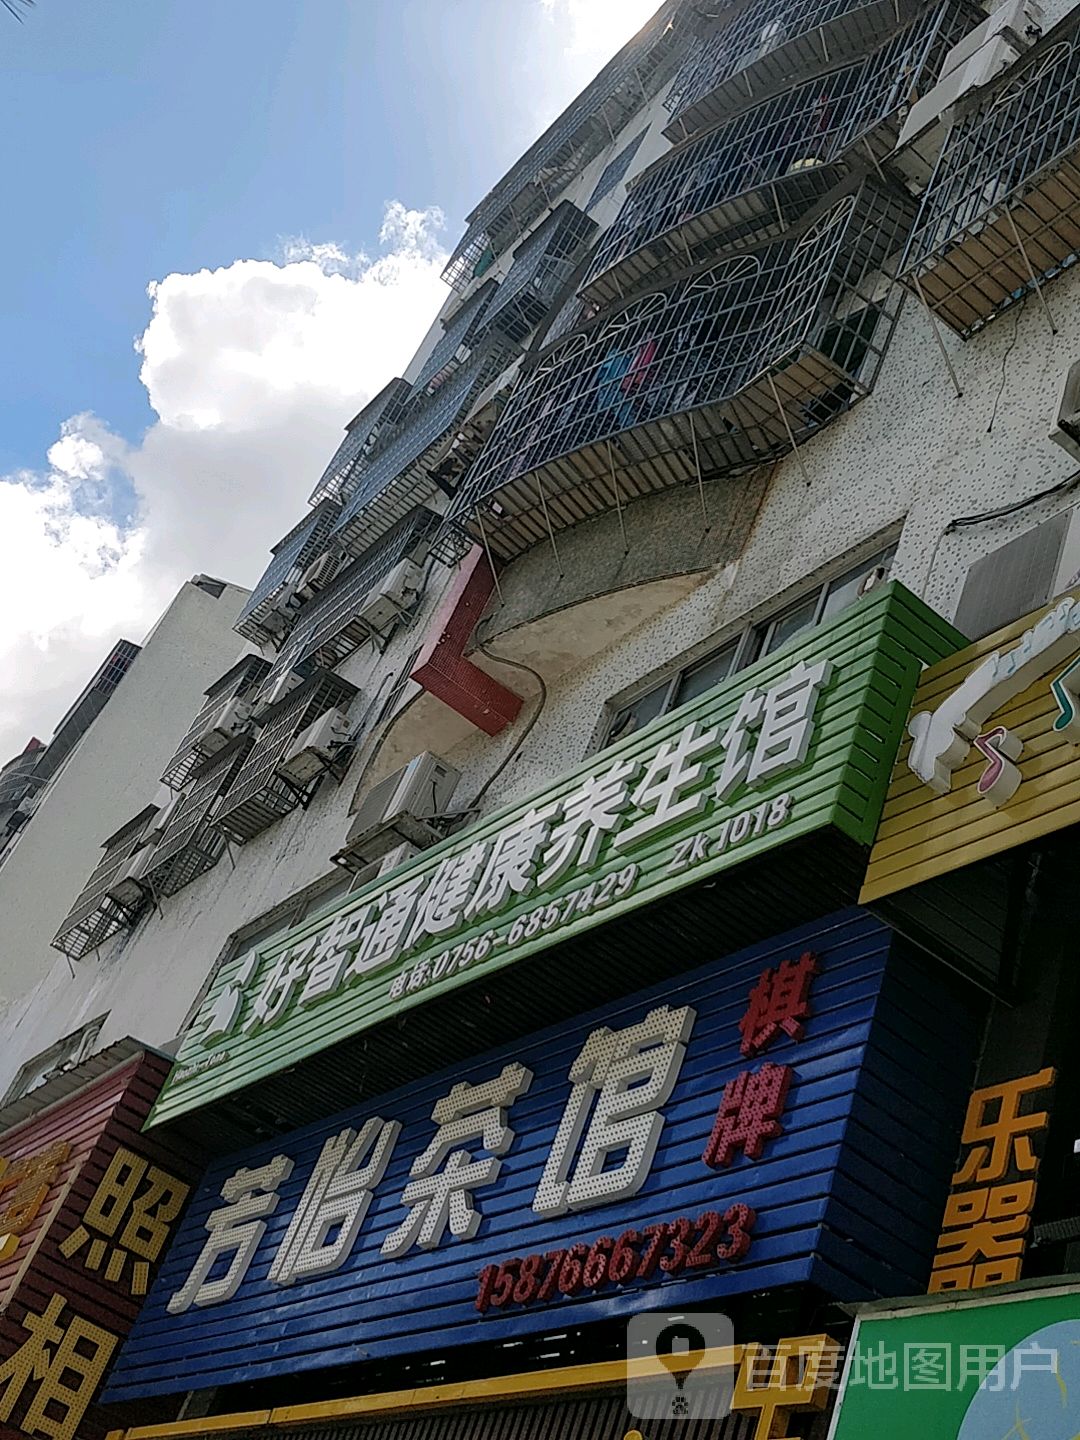 好智通健康养生馆
电话:0756-6857429 ZK1018
芳怡茶馆
棋牌
15876667323
照相
乐器
百度地图用户